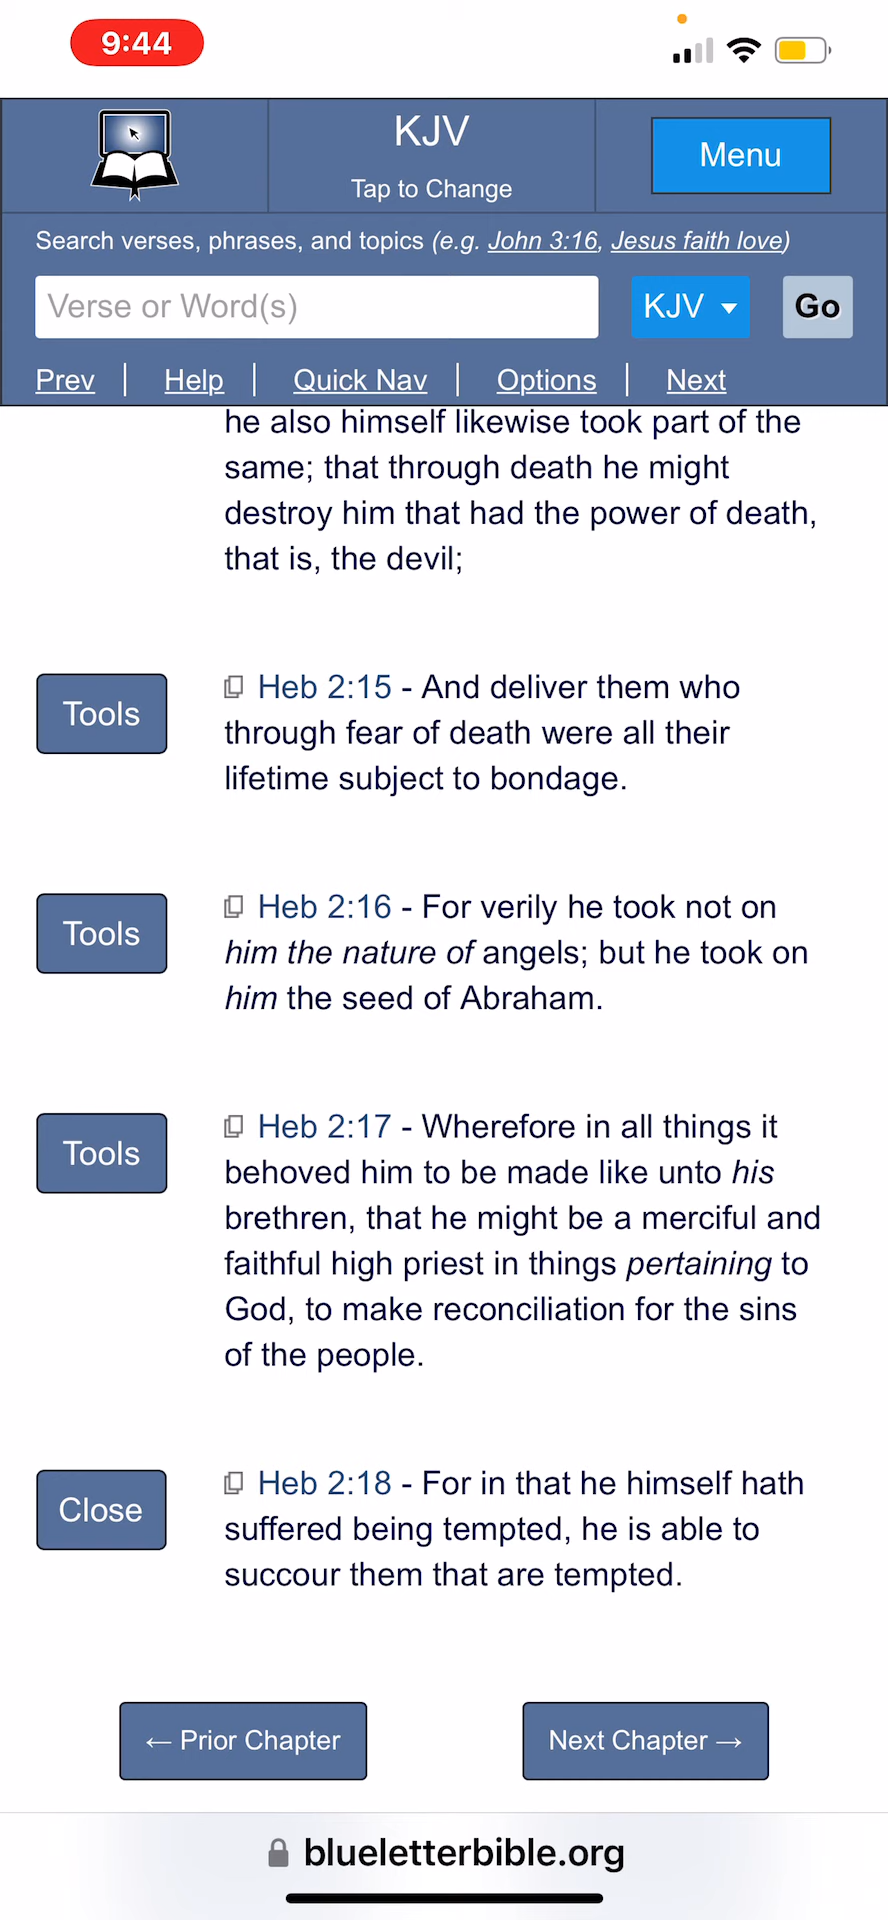 9:44
KJV
Tap to Change
Menu
Search verses, phrases, and topics (e.g. John 3:16, Jesus faith love)
Verse or Word(s)
KJV
Go
Prev | Help | Quick Nav | Options | Next
he also himself likewise took part of the
same; that through death he might
destroy him that had the power of death,
that is, the devil;
Tools
Heb 2:15 - And deliver them who
through fear of death were all their
lifetime subject to bondage.
Tools
Heb 2:16 - For verily he took not on
him the nature of angels; but he took on
him the seed of Abraham.
Tools
Heb 2:17 - Wherefore in all things it
behoved him to be made like unto his
brethren, that he might be a merciful and
faithful high priest in things pertaining to
God, to make reconciliation for the sins
of the people.
Close
Heb 2:18 - For in that he himself hath
suffered being tempted, he is able to
succour them that are tempted.
← Prior Chapter
Next Chapter →
blueletterbible.org